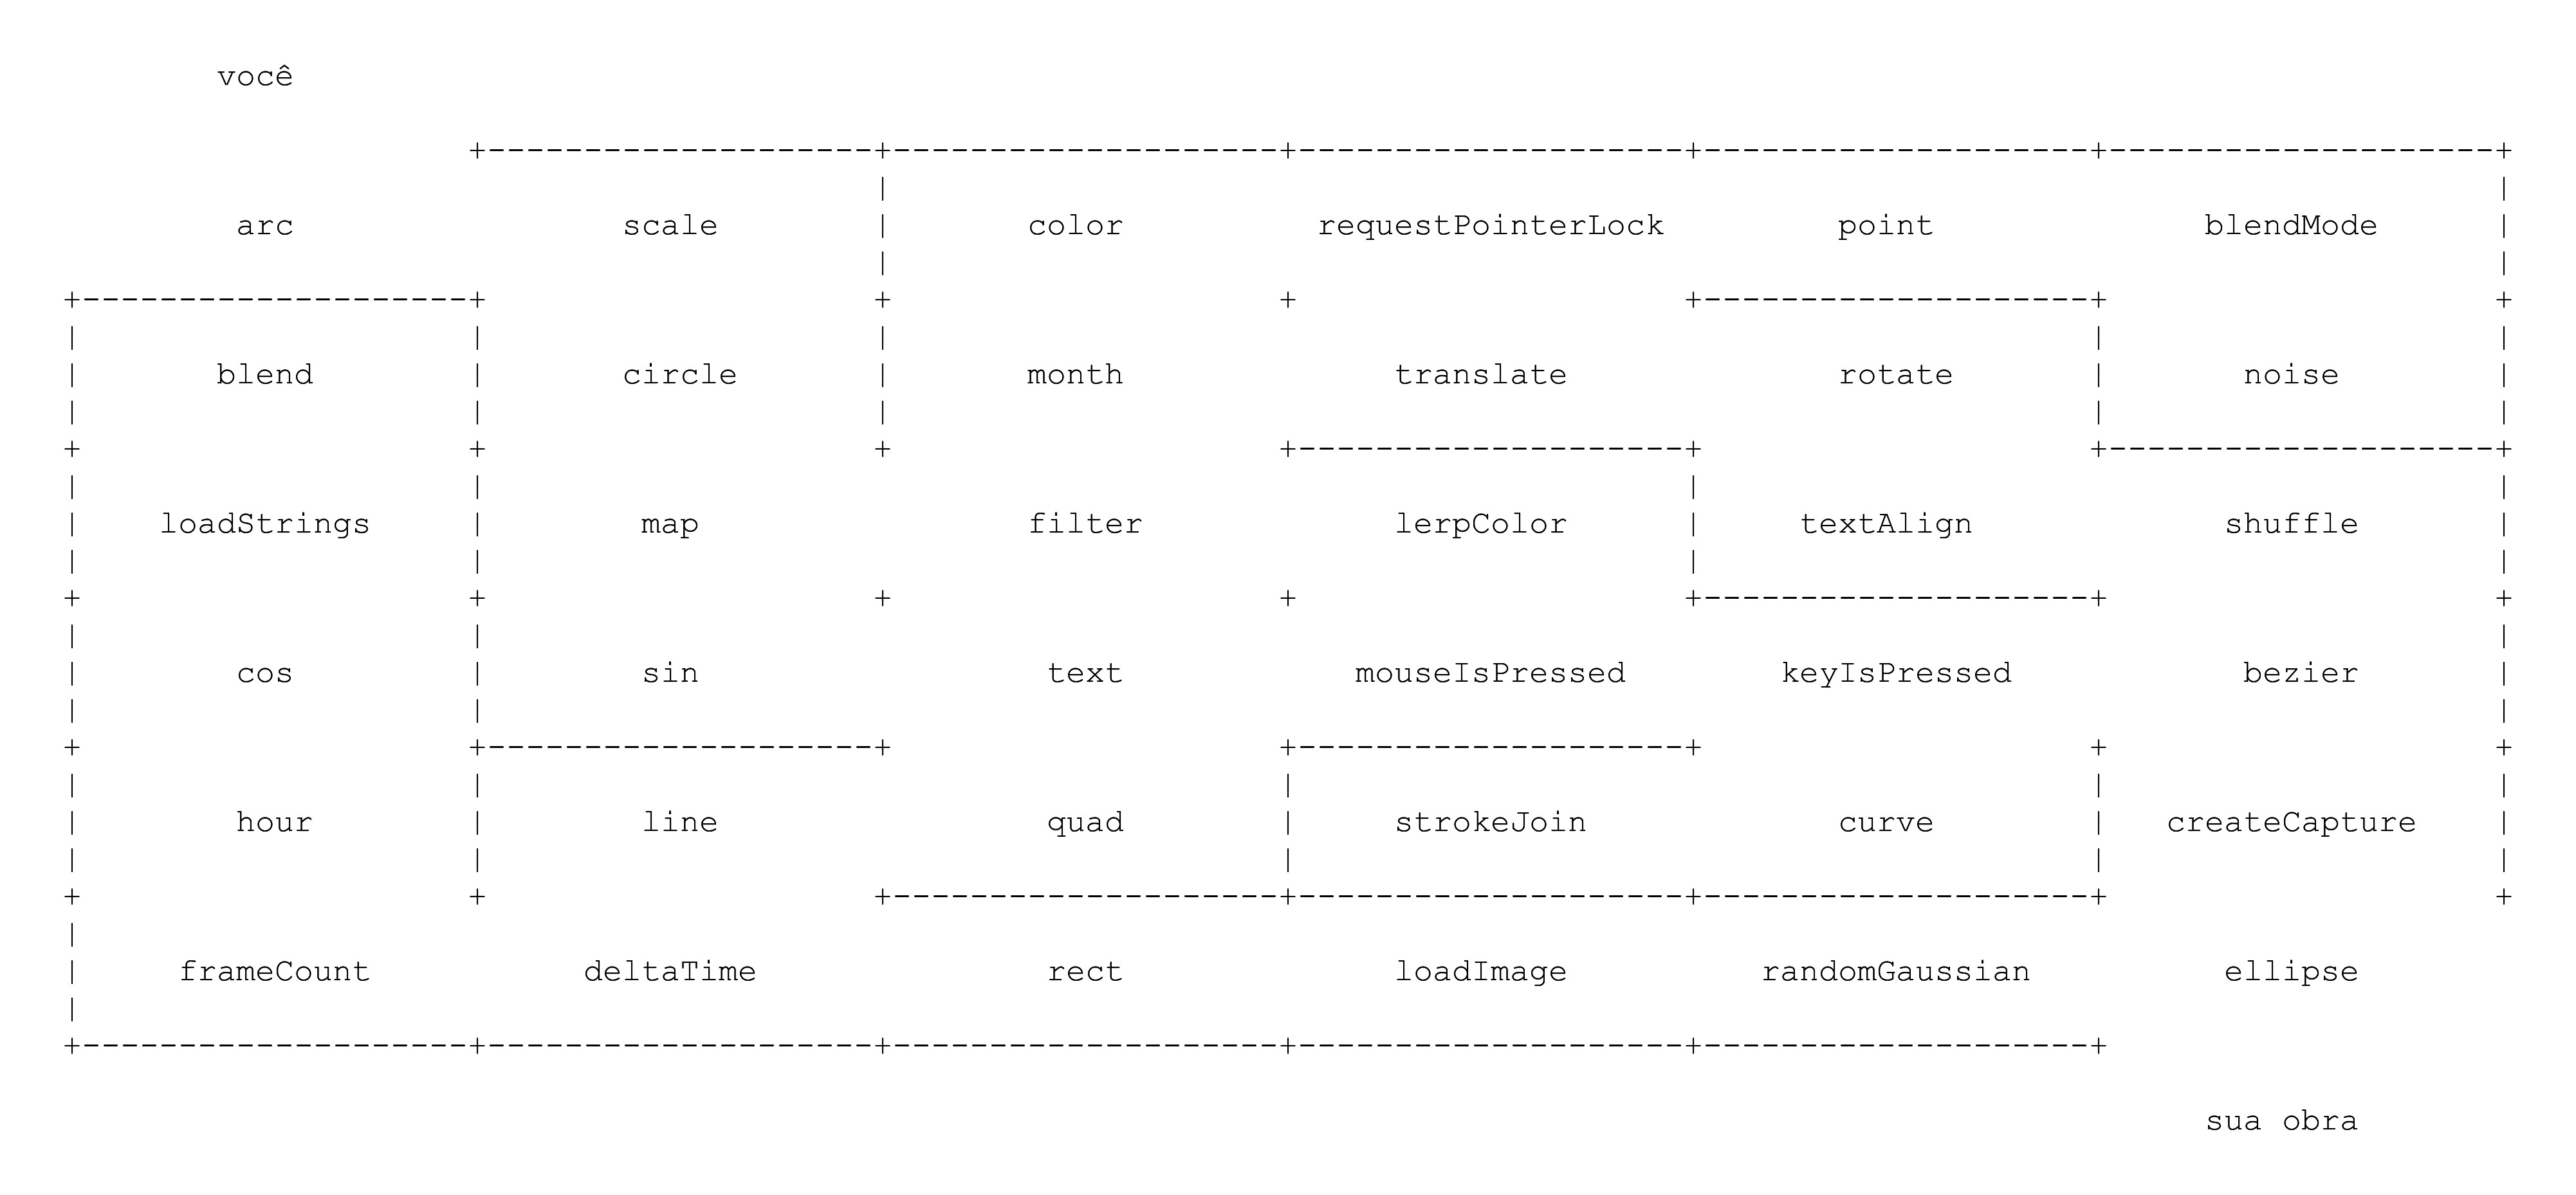 você
arc scale color requestPointerLock point blendMode
blend circle month translate rotate noise
loadStrings map filter lerpColor textAlign shuffle
cos sin text mouseIsPressed keyIsPressed bezier
hour line quad strokeJoin curve createCapture
frameCount deltaTime rect loadImage randomGaussian ellipse
sua obra